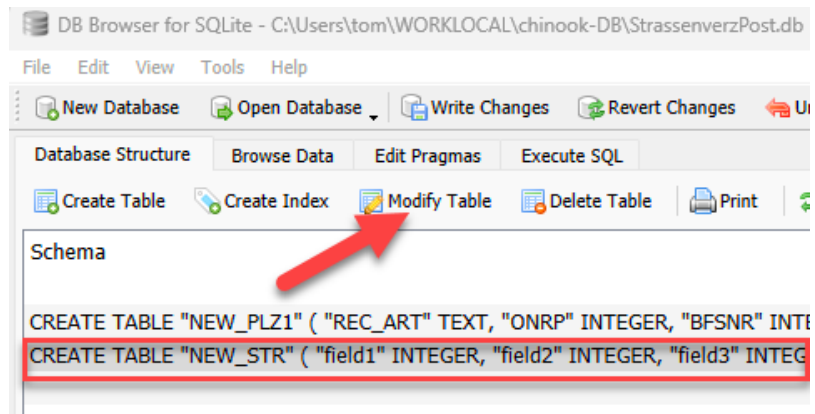 DB Browser for SQLite - C:\Users\tom\WORKLOCAL\chinook-DB\StrassenverzPost.db
File Edit View Tools Help
New Database Open Database Write Changes Revert Changes
Database Structure Browse Data Edit Pragmas Execute SQL
Create Table Create Index Modify Table Delete Table Print
Schema
CREATE TABLE "NEW_PLZ1" ( "REC_ART" TEXT, "ONRP" INTEGER, "BFSNR" INTE
CREATE TABLE "NEW_STR" ( "field1" INTEGER, "field2" INTEGER, "field3" INTEG